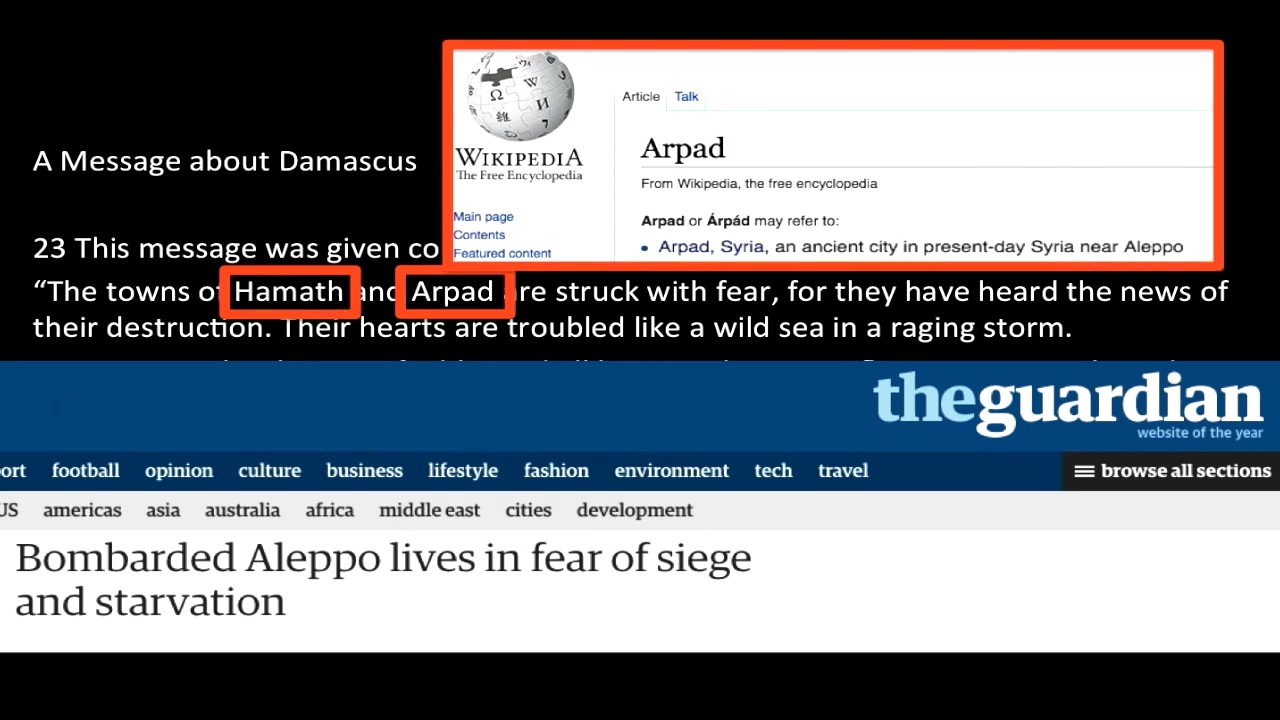 WIKIPEDIA
The Free Encyclopedia
Main page
Contents
Featured content
Article Talk
Arpad
From Wikipedia, the free encyclopedia
Arpad or Árpád may refer to:
Arpad, Syria, an ancient city in present-day Syria near Aleppo
A Message about Damascus
23 This message was given
“The towns of Hamath and Arpad are struck with fear, for they have heard the news of
their destruction. Their hearts are troubled like a wild sea in a raging storm.
theguardian
website of the year
football opinion culture business lifestyle fashion environment tech travel browse all sections
US americas asia australia africa middle east cities development
Bombarded Aleppo lives in fear of siege
and starvation